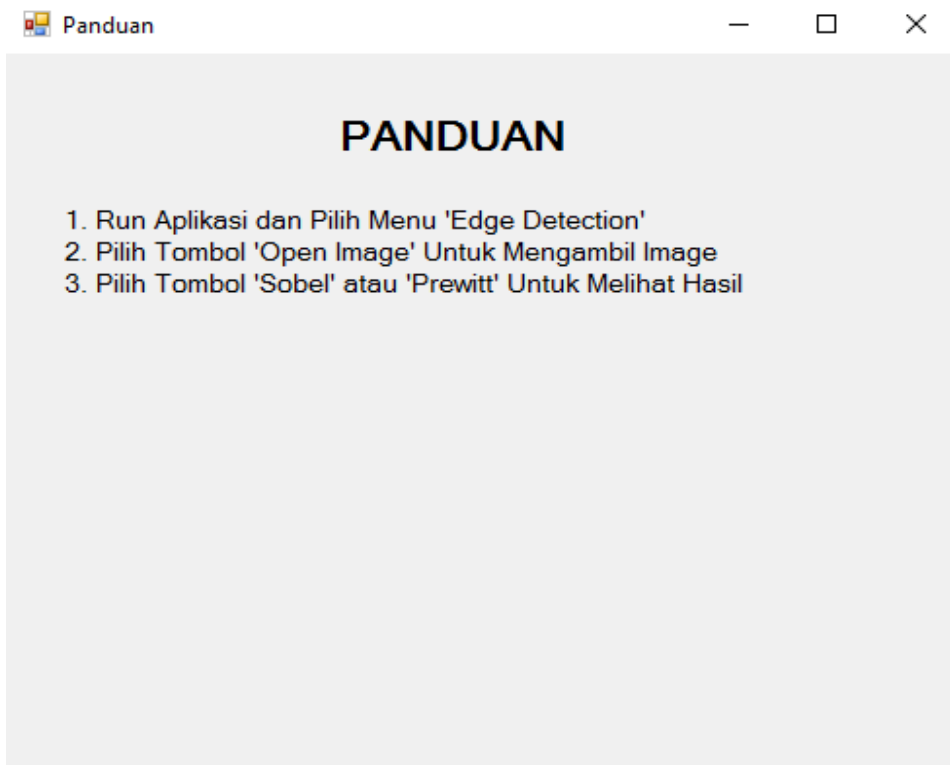 Panduan
PANDUAN
1. Run Aplikasi dan Pilih Menu 'Edge Detection'
2. Pilih Tombol 'Open Image' Untuk Mengambil Image
3. Pilih Tombol 'Sobel' atau 'Prewitt' Untuk Melihat Hasil